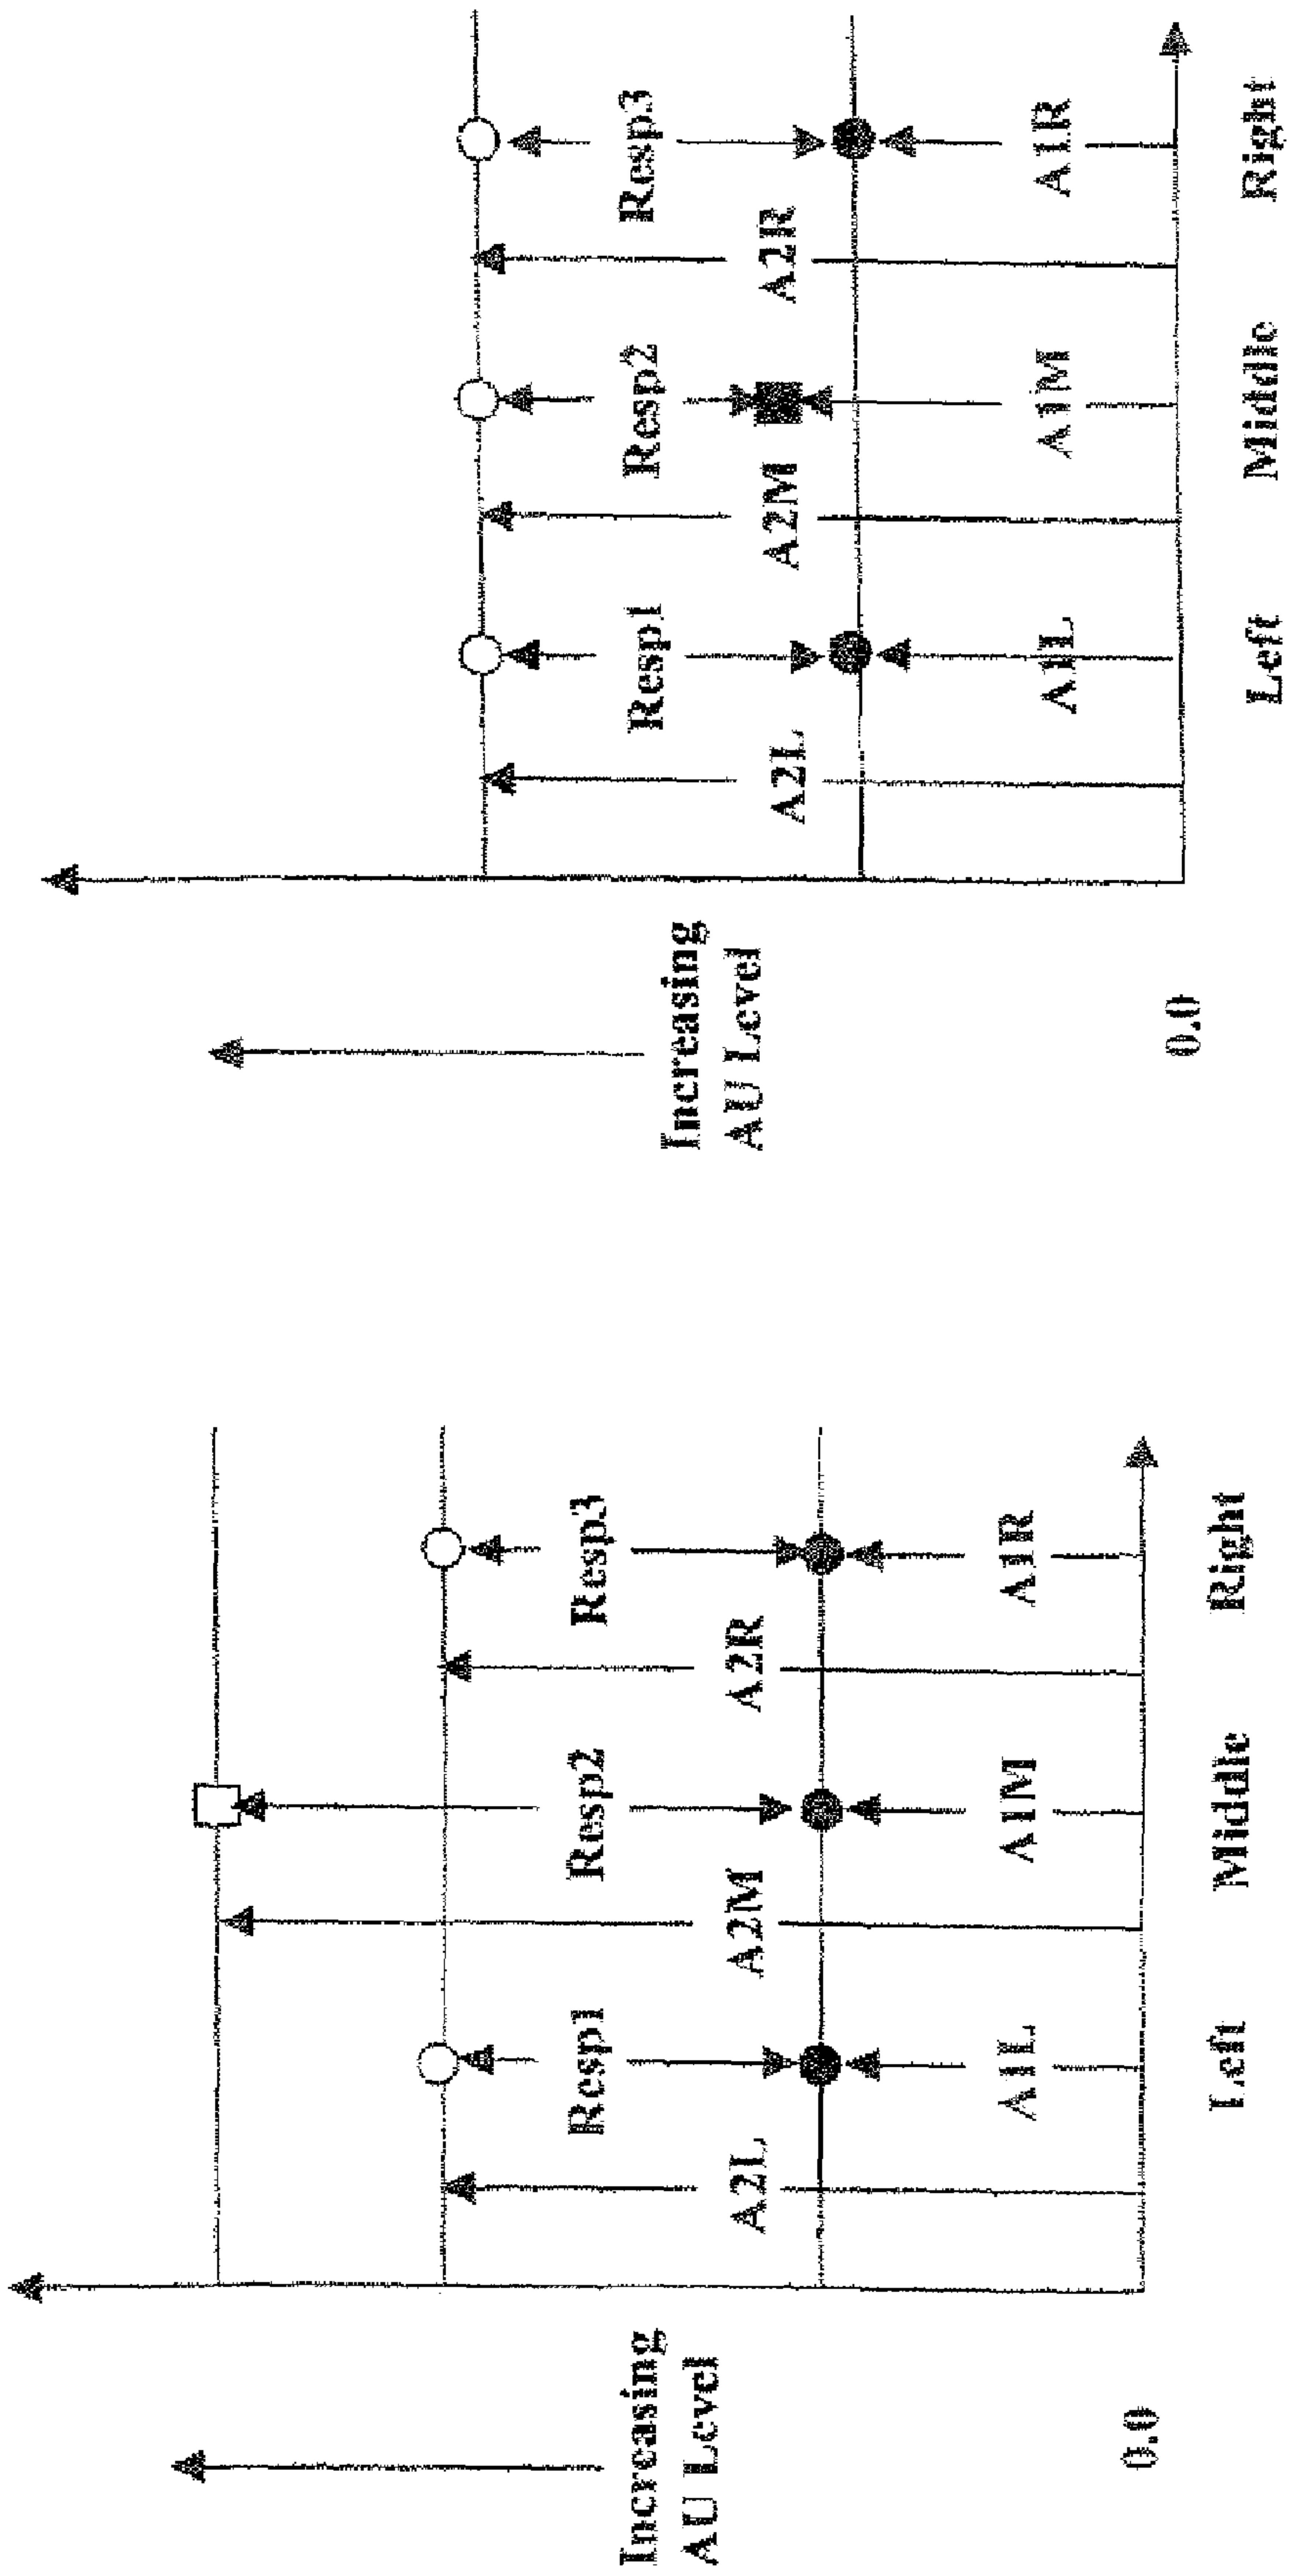 Increasing
AU Level
0.0
A2L
Resp1
A1L
A2M
Resp2
A1M
A2R
Resp3
A1R
Left
Middle
Right
Increasing
AU Level
0.0
A2L
Resp1
A1L
A2M
Resp2
A1M
A2R
Resp3
A1R
Left
Middle
Right